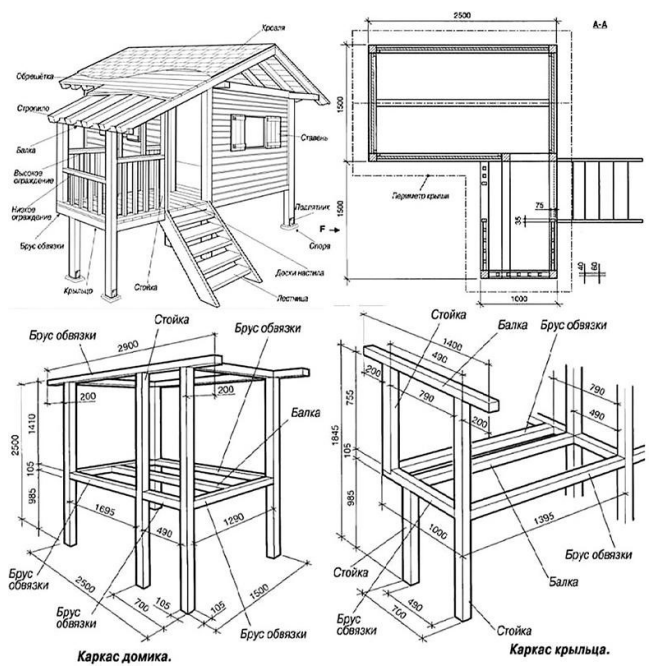 Кровля
Обрешётка
Стропило
Балка
Высокое
ограждение
Низкое
ограждение
Брус обвязки
Крыльцо
Стойка
Ставень
Подпятник
Опора
Доски настила
Лестница
2500
А-А
1500
1500
Периметр крыши
F
75
35
40
60
1000
Брус обвязки
Стойка
Брус обвязки
2900
200
200
Балка
2500
1410
105
985
1695
490
1290
Брус
обвязки
2500
700
105
105
1500
Брус
обвязки
Брус обвязки
Каркас домика.
Стойка
Балка
Брус обвязки
1400
490
200
790
200
790
490
1845
755
105
985
1000
1395
Стойка
Брус обвязки
Балка
Брус
обвязки
490
700
Стойка
Каркас крыльца.